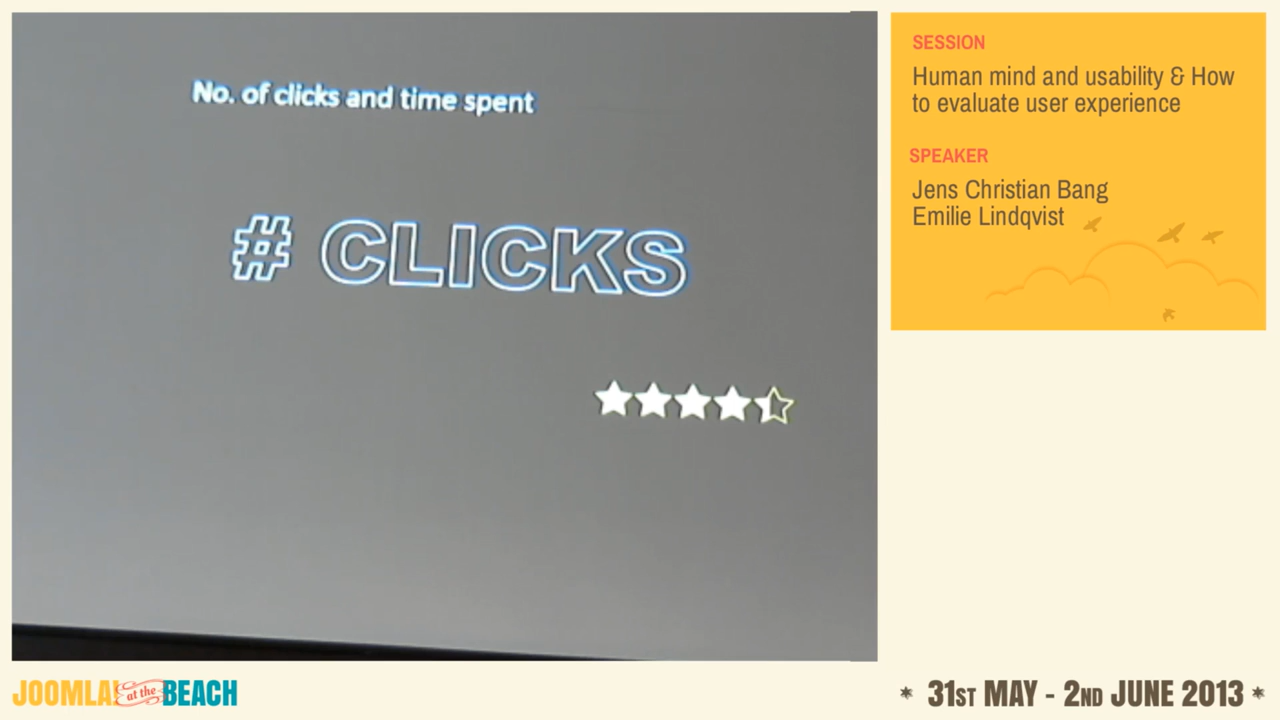 No. of clicks and time spent
# CLICKS
SESSION
Human mind and usability & How
to evaluate user experience
SPEAKER
Jens Christian Bang
Emilie Lindqvist
JOOMLA! at the BEACH
* 31ST MAY - 2ND JUNE 2013 *